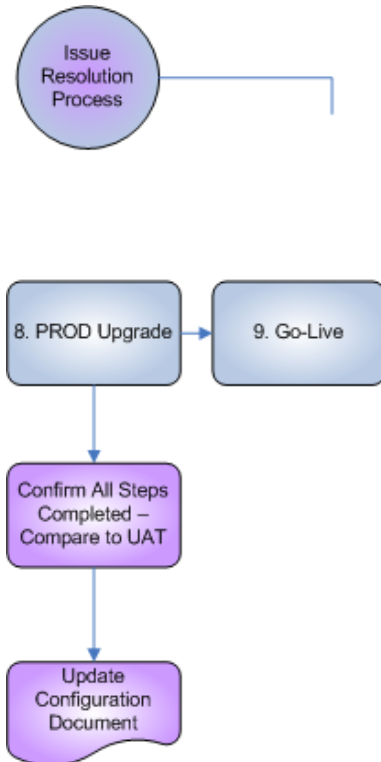 Issue
Resolution
Process
8. PROD Upgrade
9. Go-Live
Confirm All Steps
Completed –
Compare to UAT
Update
Configuration
Document